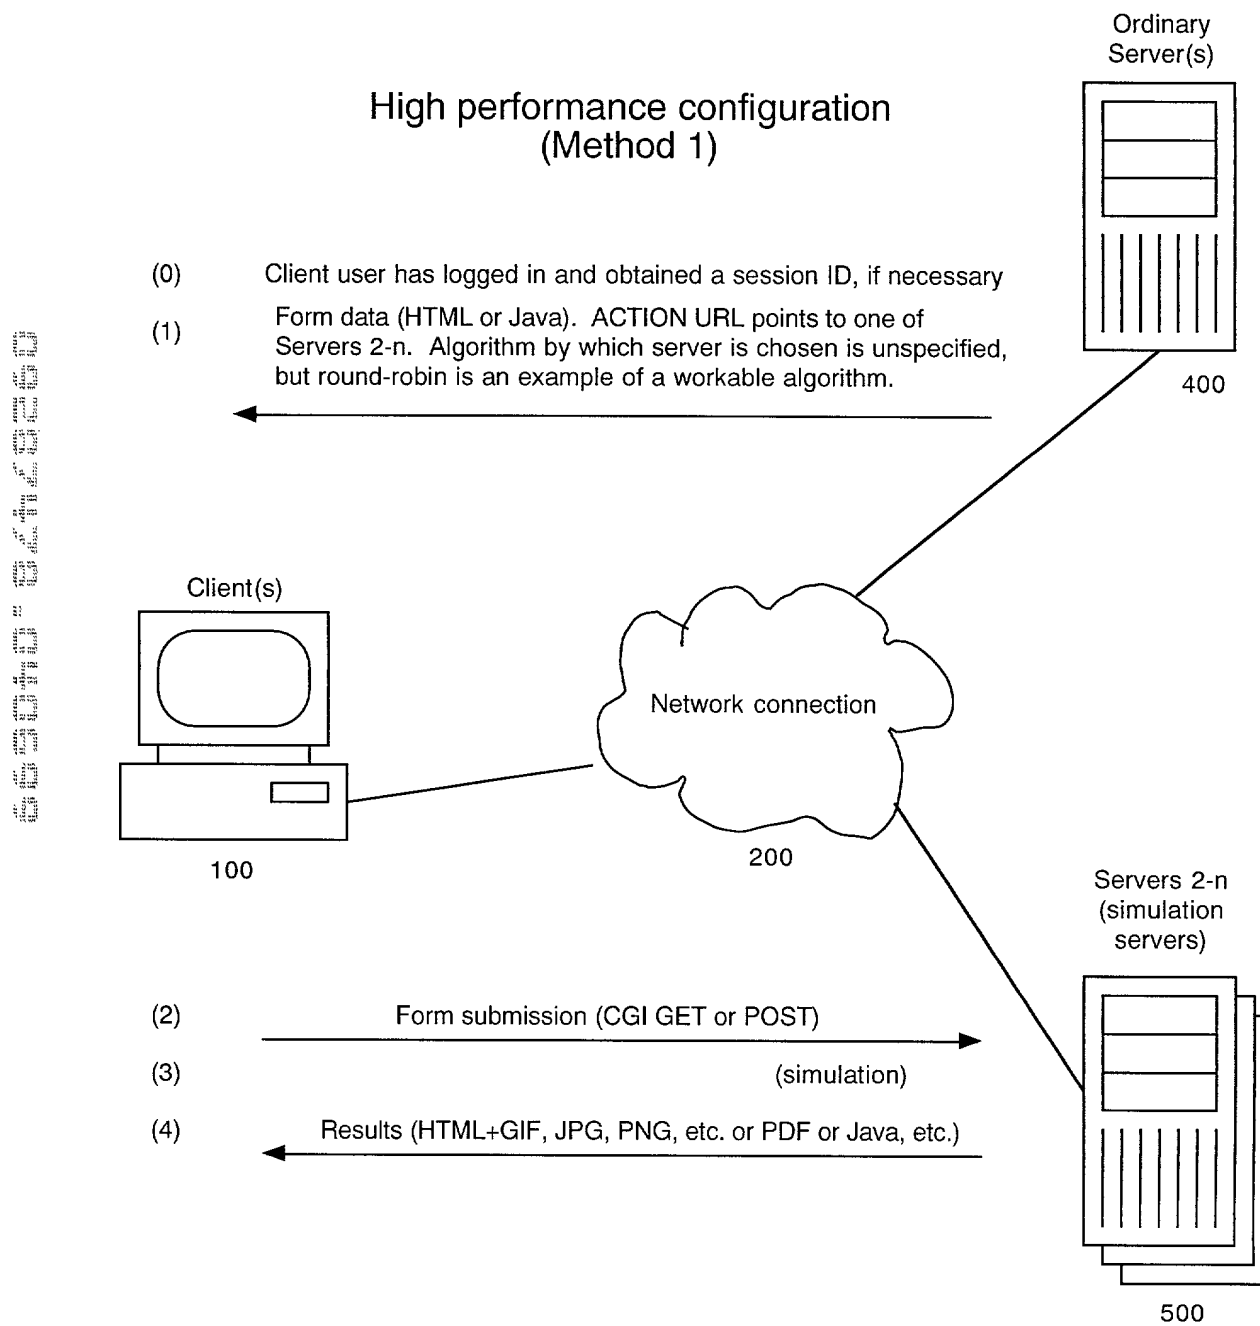 Ordinary
Server(s)
High performance configuration
(Method 1)
(0) Client user has logged in and obtained a session ID, if necessary
(1) Form data (HTML or Java). ACTION URL points to one of
Servers 2-n. Algorithm by which server is chosen is unspecified,
but round-robin is an example of a workable algorithm.
400
Client(s)
Network connection
100
200
Servers 2-n
(simulation
servers)
(2) Form submission (CGI GET or POST)
(3) (simulation)
(4) Results (HTML+GIF, JPG, PNG, etc. or PDF or Java, etc.)
500